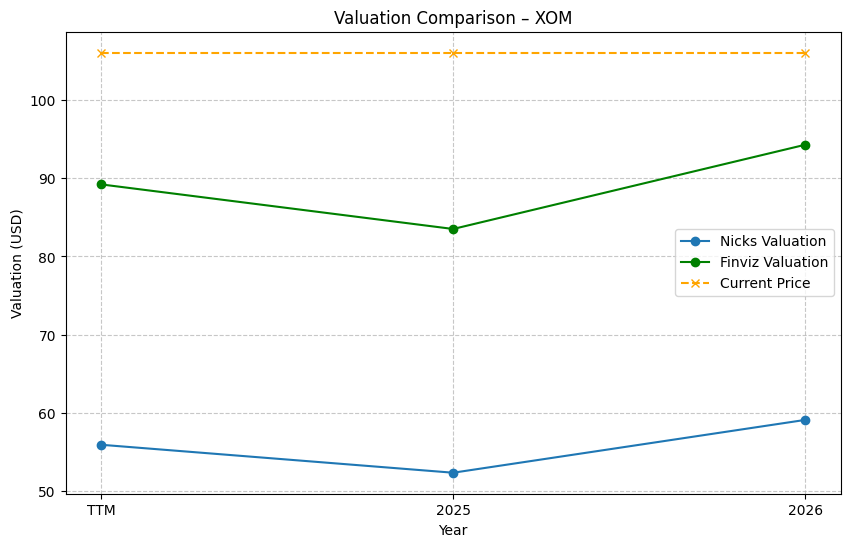 Valuation Comparison – XOM
Valuation (USD)
100
90
80
70
60
50
Nicks Valuation
Finviz Valuation
Current Price
TTM
2025
2026
Year